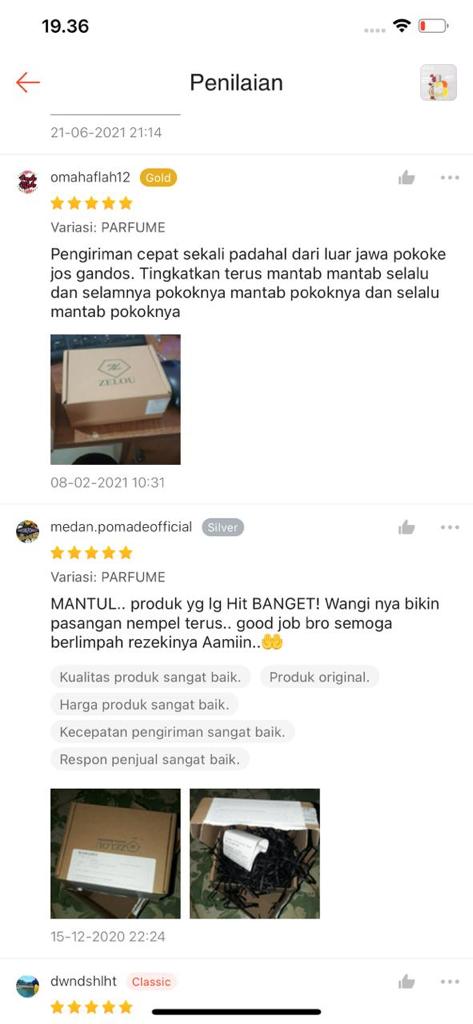 19.36
Penilaian
21-06-2021 21:14
omahaflah12 Gold
Variasi: PARFUME
Pengiriman cepat sekali padahal dari luar jawa pokoke
jos gandos. Tingkatkan terus mantab mantab selalu
dan selamnya pokoknya mantab pokoknya dan selalu
mantab pokoknya
ZELOU
08-02-2021 10:31
medan.pomadeofficial Silver
Variasi: PARFUME
MANTUL.. produk yg lg Hit BANGET! Wangi nya bikin
pasangan nempel terus.. good job bro semoga
berlimpah rezekinya Aamiin..🤲
Kualitas produk sangat baik. Produk original.
Harga produk sangat baik.
Kecepatan pengiriman sangat baik.
Respon penjual sangat baik.
ZELOU
15-12-2020 22:24
dwndshlht Classic